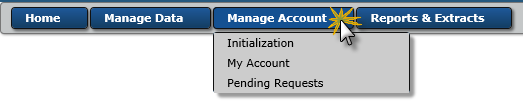 Home Manage Data Manage Account Reports & Extracts
Initialization
My Account
Pending Requests